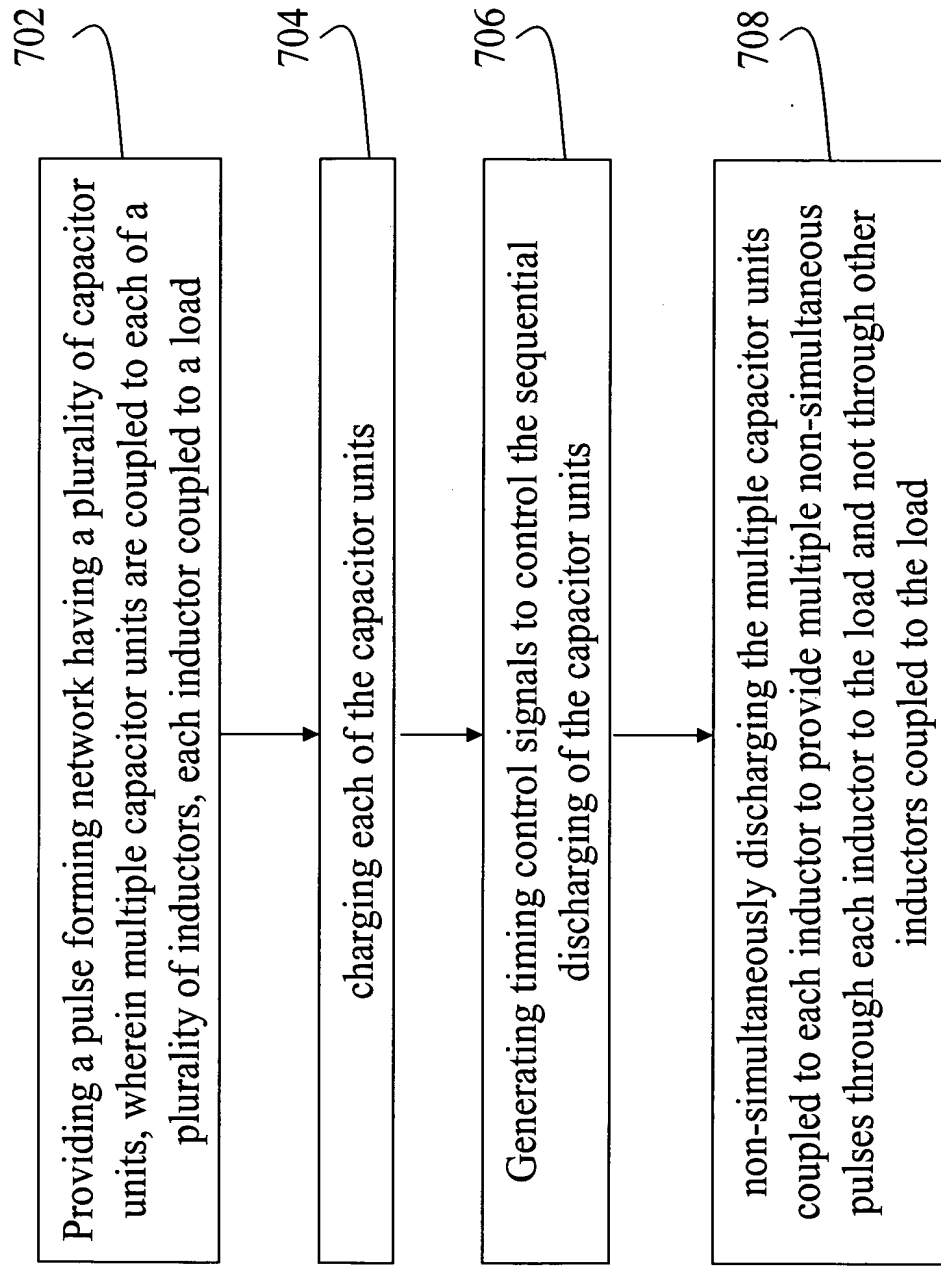 702
Providing a pulse forming network having a plurality of capacitor
units, wherein multiple capacitor units are coupled to each of a
plurality of inductors, each inductor coupled to a load
704
charging each of the capacitor units
706
Generating timing control signals to control the sequential
discharging of the capacitor units
708
non-simultaneously discharging the multiple capacitor units
coupled to each inductor to provide multiple non-simultaneous
pulses through each inductor to the load and not through other
inductors coupled to the load